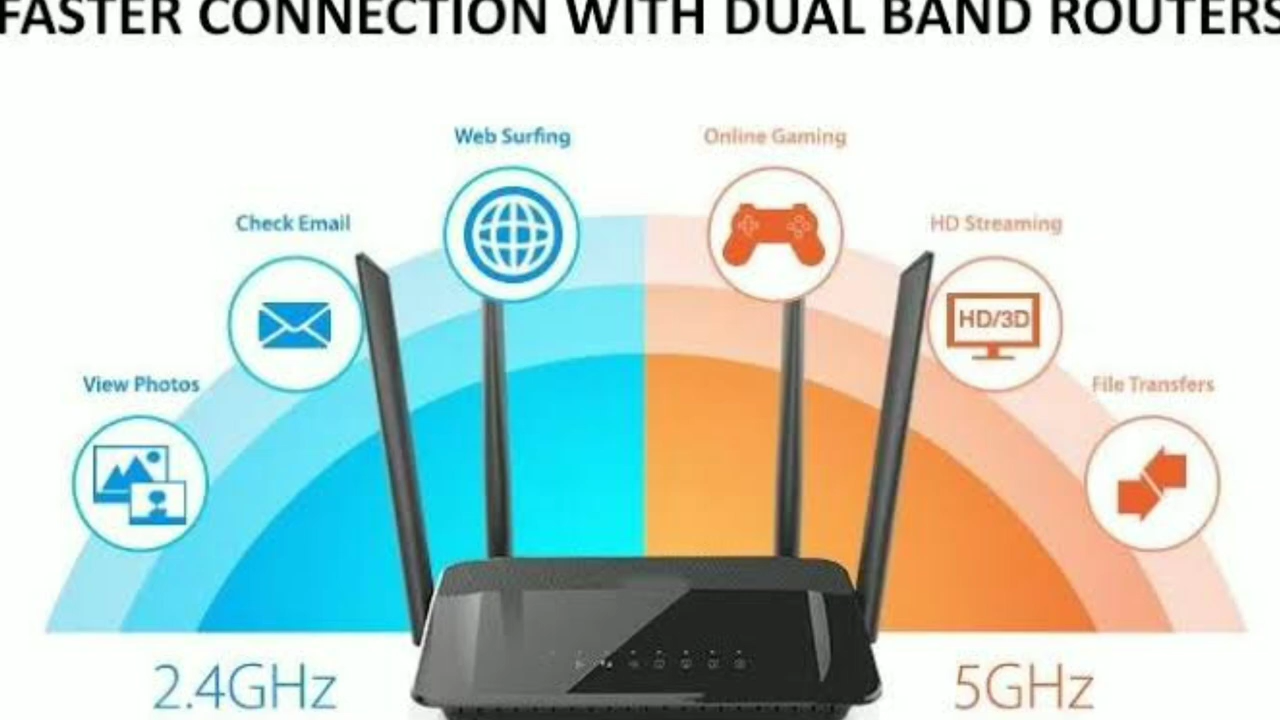 FASTER CONNECTION WITH DUAL BAND ROUTERS
Web Surfing
Online Gaming
Check Email
HD Streaming
HD/3D
View Photos
File Transfers
2.4GHz
5GHz